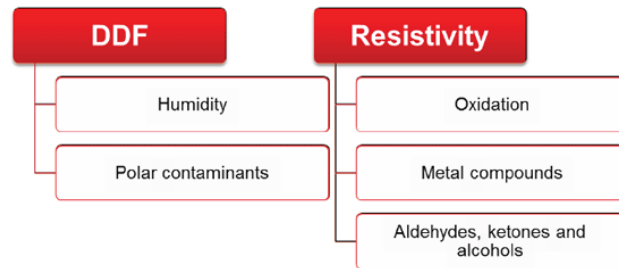 DDF
Humidity
Polar contaminants
Resistivity
Oxidation
Metal compounds
Aldehydes, ketones and
alcohols